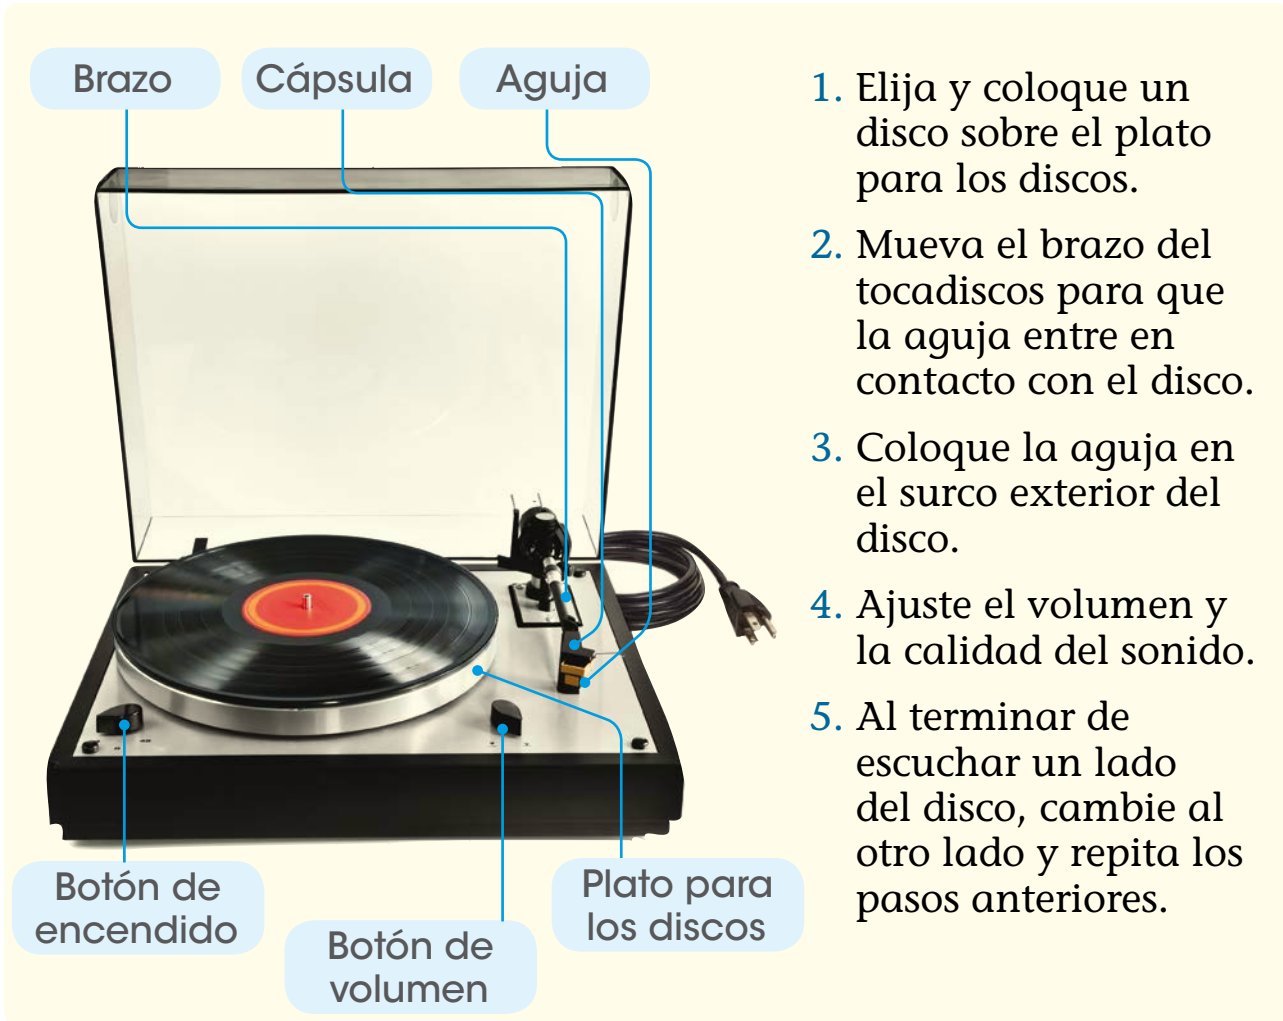 Brazo
Cápsula
Aguja
1. Elija y coloque un
disco sobre el plato
para los discos.
2. Mueva el brazo del
tocadiscos para que
la aguja entre en
contacto con el disco.
3. Coloque la aguja en
el surco exterior del
disco.
4. Ajuste el volumen y
la calidad del sonido.
5. Al terminar de
escuchar un lado
del disco, cambie al
otro lado y repita los
pasos anteriores.
Botón de
encendido
Botón de
volumen
Plato para
los discos